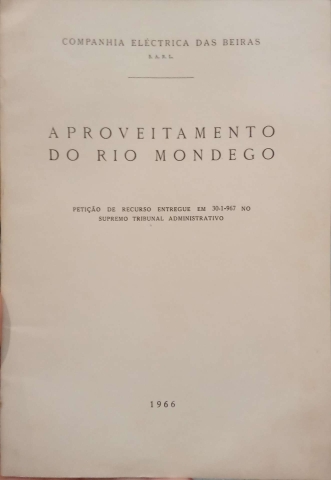 COMPANHIA ELÉCTRICA DAS BEIRAS
S. A. R. L.
APROVEITAMENTO
DO RIO MONDEGO
PETIÇÃO DE RECURSO ENTREGUE EM 30-1-967 NO
SUPREMO TRIBUNAL ADMINISTRATIVO
1966